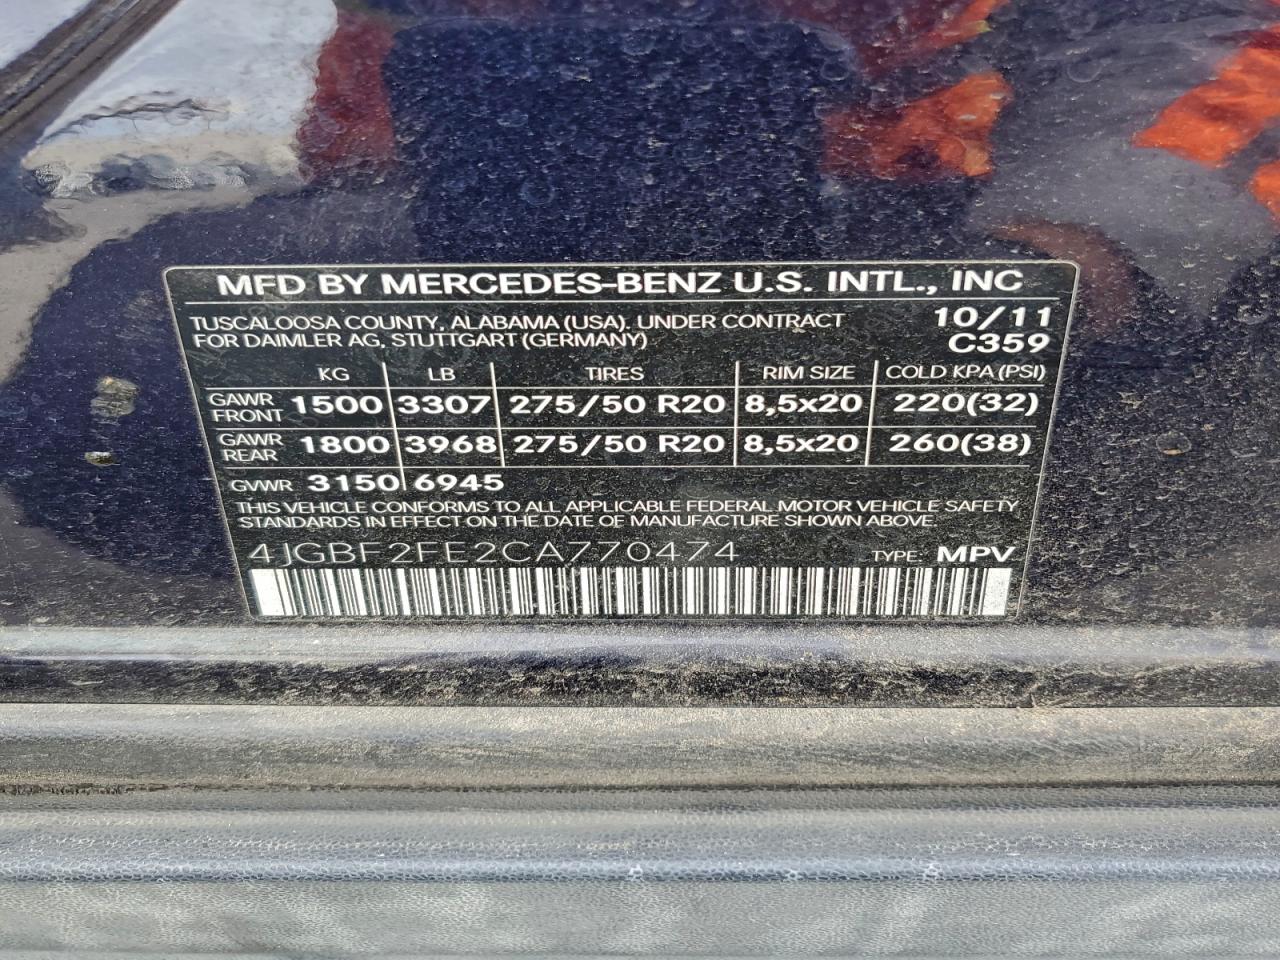 MFD BY MERCEDES-BENZ U.S. INTL., INC
TUSCALOOSA COUNTY, ALABAMA (USA), UNDER CONTRACT 10/11
FOR DAIMLER AG, STUTTGART (GERMANY) C359
KG LB TIRES RIM SIZE COLD KPA (PSI)
GAWR FRONT 1500 3307 275/50 R20 8,5x20 220(32)
GAWR REAR 1800 3968 275/50 R20 8,5x20 260(38)
GVWR 3150 6945
THIS VEHICLE CONFORMS TO ALL APPLICABLE FEDERAL MOTOR VEHICLE SAFETY
STANDARDS IN EFFECT ON THE DATE OF MANUFACTURE SHOWN ABOVE.
4JGBF2FE2CA770474 TYPE MPV